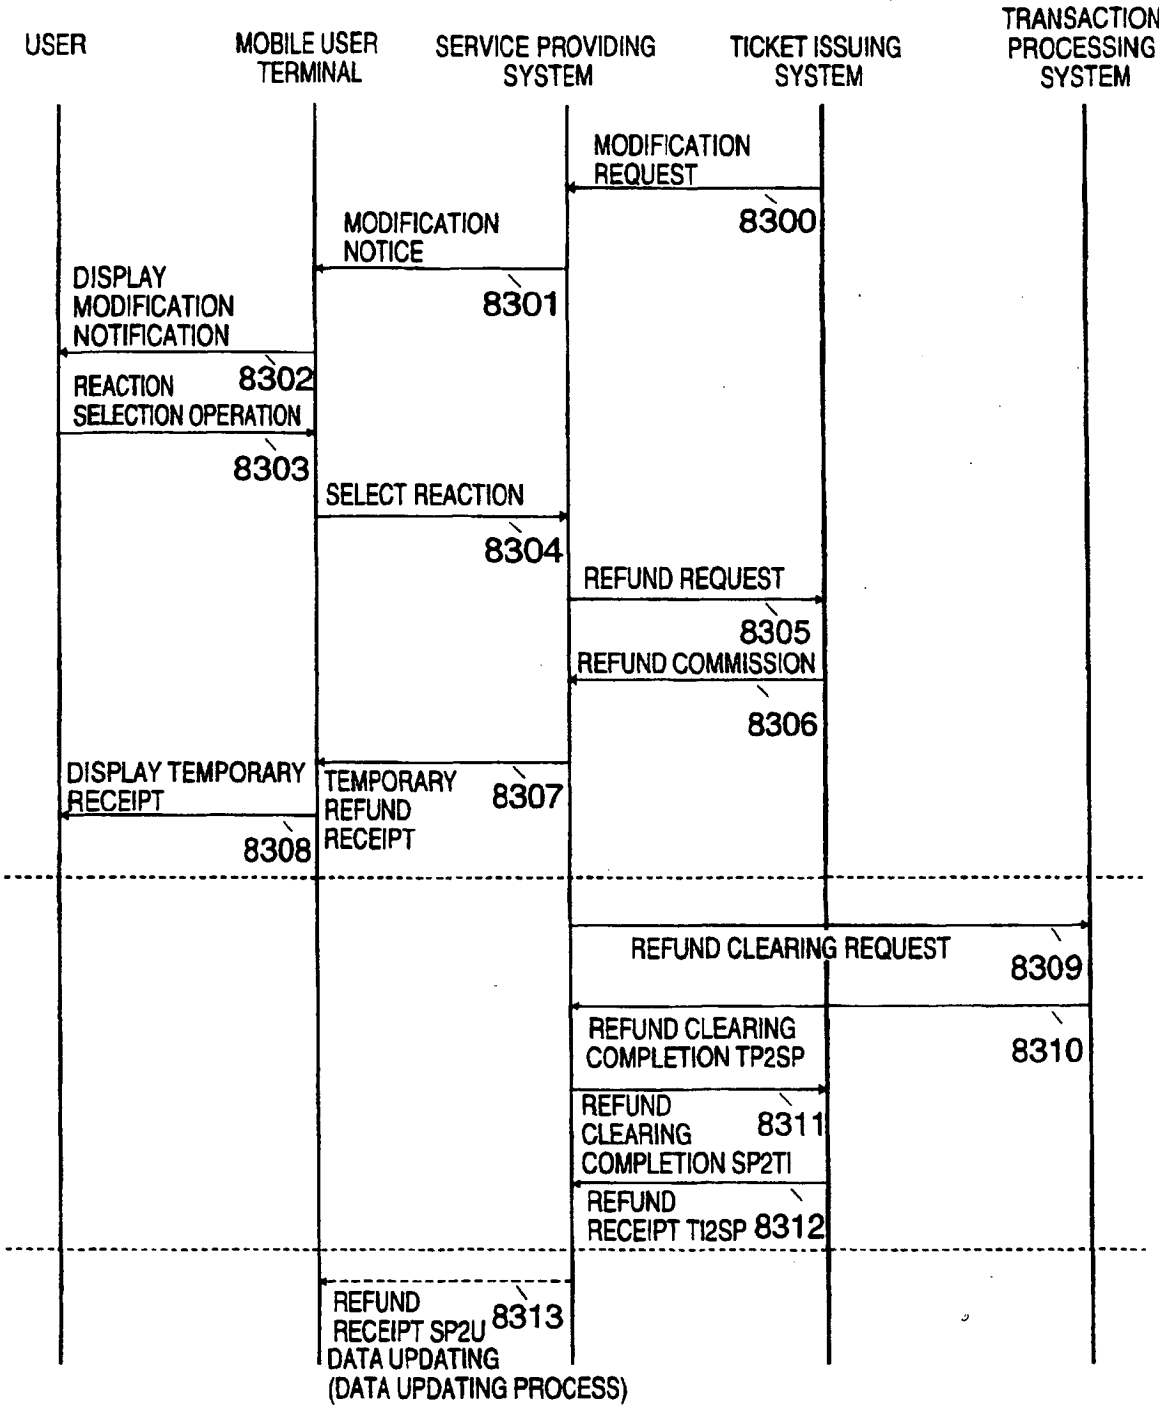 USER
MOBILE USER
TERMINAL
SERVICE PROVIDING
SYSTEM
TICKET ISSUING
SYSTEM
TRANSACTION
PROCESSING
SYSTEM
MODIFICATION
REQUEST
8300
MODIFICATION
NOTICE
8301
DISPLAY
MODIFICATION
NOTIFICATION
8302
REACTION
SELECTION OPERATION
8303
SELECT REACTION
8304
REFUND REQUEST
8305
REFUND COMMISSION
8306
TEMPORARY
REFUND
RECEIPT
8307
DISPLAY TEMPORARY
RECEIPT
8308
REFUND CLEARING REQUEST
8309
REFUND CLEARING
COMPLETION TP2SP
8310
REFUND
CLEARING
COMPLETION SP2TI
8311
REFUND
RECEIPT TI2SP
8312
REFUND
RECEIPT SP2U
8313
DATA UPDATING
(DATA UPDATING PROCESS)